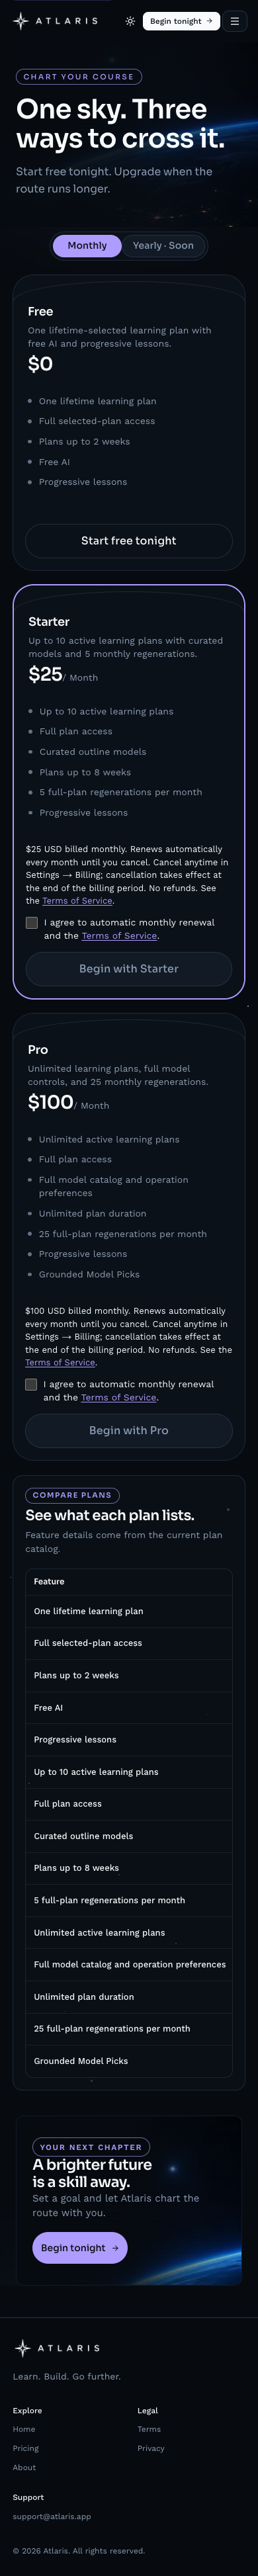 ATLARIS
Begin tonight →
CHART YOUR COURSE
One sky. Three
ways to cross it.
Start free tonight. Upgrade when the
route runs longer.
Monthly
Yearly · Soon
Free
One lifetime-selected learning plan with
free AI and progressive lessons.
$0
One lifetime learning plan
Full selected-plan access
Plans up to 2 weeks
Free AI
Progressive lessons
Start free tonight
Starter
Up to 10 active learning plans with curated
models and 5 monthly regenerations.
$25/ Month
Up to 10 active learning plans
Full plan access
Curated outline models
Plans up to 8 weeks
5 full-plan regenerations per month
Progressive lessons
$25 USD billed monthly. Renews automatically
every month until you cancel. Cancel anytime in
Settings → Billing; cancellation takes effect at
the end of the billing period. No refunds. See
the Terms of Service.
I agree to automatic monthly renewal
and the Terms of Service.
Begin with Starter
Pro
Unlimited learning plans, full model
controls, and 25 monthly regenerations.
$100/ Month
Unlimited active learning plans
Full plan access
Full model catalog and operation
preferences
Unlimited plan duration
25 full-plan regenerations per month
Progressive lessons
Grounded Model Picks
$100 USD billed monthly. Renews automatically
every month until you cancel. Cancel anytime in
Settings → Billing; cancellation takes effect at
the end of the billing period. No refunds. See the
Terms of Service.
I agree to automatic monthly renewal
and the Terms of Service.
Begin with Pro
COMPARE PLANS
See what each plan lists.
Feature details come from the current plan
catalog.
Feature
One lifetime learning plan
Full selected-plan access
Plans up to 2 weeks
Free AI
Progressive lessons
Up to 10 active learning plans
Full plan access
Curated outline models
Plans up to 8 weeks
5 full-plan regenerations per month
Unlimited active learning plans
Full model catalog and operation preferences
Unlimited plan duration
25 full-plan regenerations per month
Grounded Model Picks
YOUR NEXT CHAPTER
A brighter future
is a skill away.
Set a goal and let Atlaris chart the
route with you.
Begin tonight →
ATLARIS
Learn. Build. Go further.
Explore
Home
Pricing
About
Legal
Terms
Privacy
Support
support@atlaris.app
© 2026 Atlaris. All rights reserved.